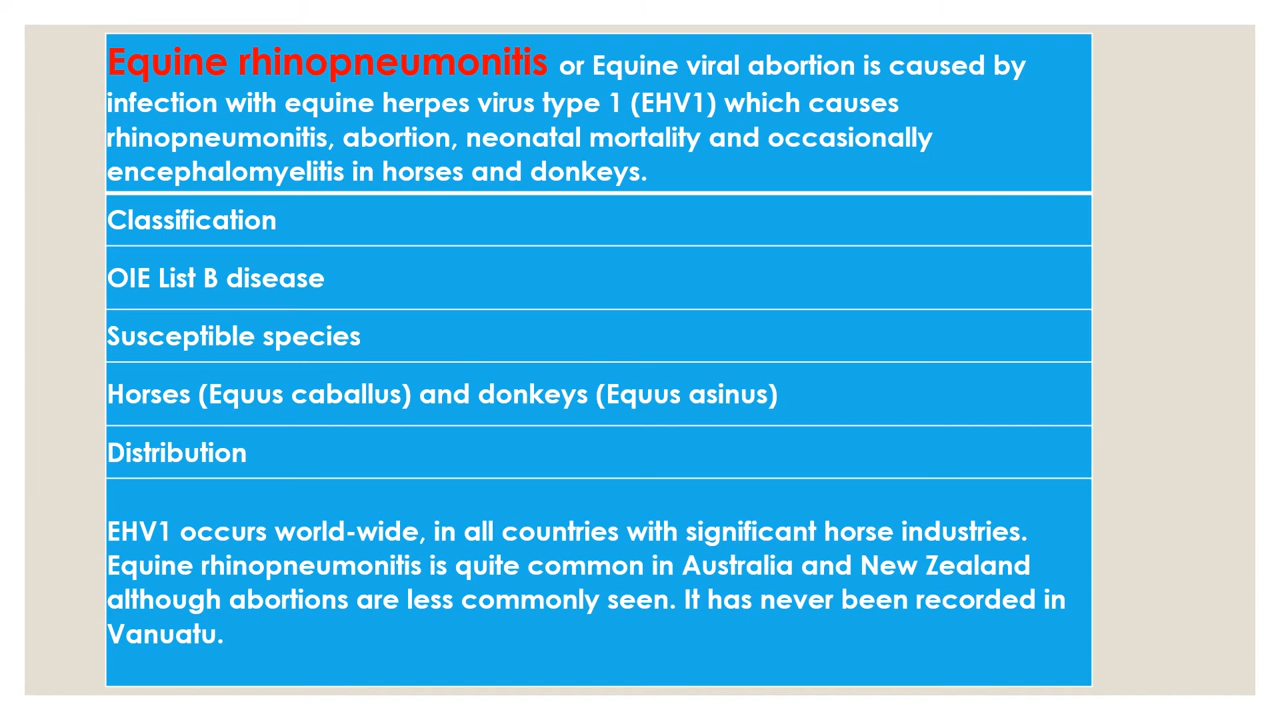 Equine rhinopneumonitis or Equine viral abortion is caused by
infection with equine herpes virus type 1 (EHV1) which causes
rhinopneumonitis, abortion, neonatal mortality and occasionally
encephalomyelitis in horses and donkeys.
Classification
OIE List B disease
Susceptible species
Horses (Equus caballus) and donkeys (Equus asinus)
Distribution
EHV1 occurs world-wide, in all countries with significant horse industries.
Equine rhinopneumonitis is quite common in Australia and New Zealand
although abortions are less commonly seen. It has never been recorded in
Vanuatu.